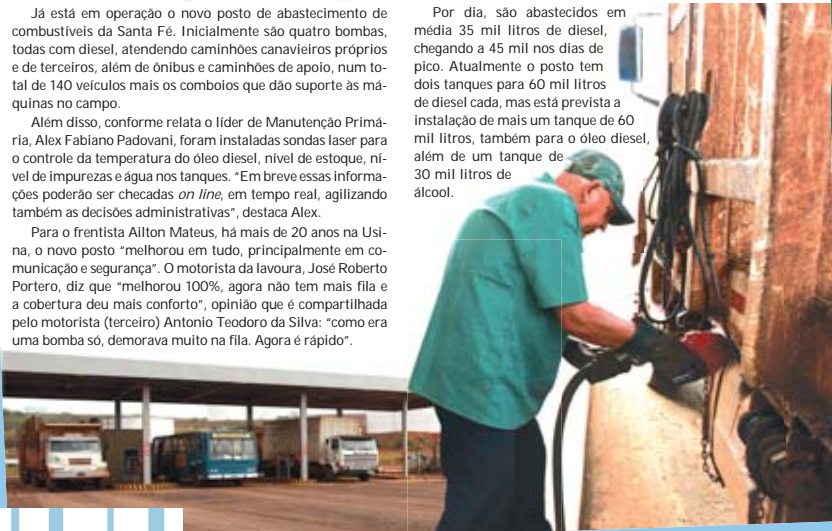 Já está em operação o novo posto de abastecimento de
combustíveis da Santa Fé. Inicialmente são quatro bombas,
todas com diesel, atendendo caminhões canavieiros próprios
e de terceiros, além de ônibus e caminhões de apoio, num to-
tal de 140 veículos mais os comboios que dão suporte às má-
quinas no campo.
Além disso, conforme relata o líder de Manutenção Primá-
ria, Alex Fabiano Padovani, foram instaladas sondas laser para
o controle da temperatura do óleo diesel, nível de estoque, ní-
vel de impurezas e água nos tanques. “Em breve essas informa-
ções poderão ser checadas on line, em tempo real, agilizando
também as decisões administrativas”, destaca Alex.
Para o frentista Ailton Mateus, há mais de 20 anos na Usi-
na, o novo posto “melhorou em tudo, principalmente em co-
municação e segurança”. O motorista da lavoura, José Roberto
Portero, diz que “melhorou 100%, agora não tem mais fila e
a cobertura deu mais conforto”, opinião que é compartilhada
pelo motorista (terceiro) Antonio Teodoro da Silva: “como era
uma bomba só, demorava muito na fila. Agora é rápido”.
Por dia, são abastecidos em
média 35 mil litros de diesel,
chegando a 45 mil nos dias de
pico. Atualmente o posto tem
dois tanques para 60 mil litros
de diesel cada, mas está prevista a
instalação de mais um tanque de 60
mil litros, também para o óleo diesel,
além de um tanque de
30 mil litros de
álcool.